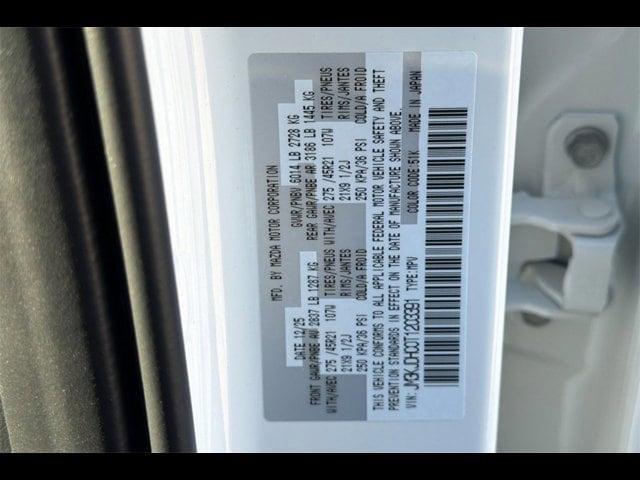 MFD. BY MAZDA MOTOR CORPORATION
DATE 12/25 GVWR/PNBV 6014 LB 2728 KG
FRONT GAWR/PNBE AV 2837 LB 1287 KG REAR GAWR/PNBE AR 3186 LB 1445 KG
WITH/AVEC 275 /45R21 107W TIRES/PNEUS WITH/AVEC 275 /45R21 107W TIRES/PNEUS
21X9 1/2J RIMS/JANTES 21X9 1/2J RIMS/JANTES
250 KPA/36 PSI COLD/A FROID 250 KPA/36 PSI COLD/A FROID
THIS VEHICLE CONFORMS TO ALL APPLICABLE FEDERAL MOTOR VEHICLE SAFETY AND THEFT
STANDARDS IN EFFECT ON THE DATE OF MANUFACTURE SHOWN ABOVE.
COLOR CODE:51K MADE IN JAPAN
VIN: TYPE:MPV